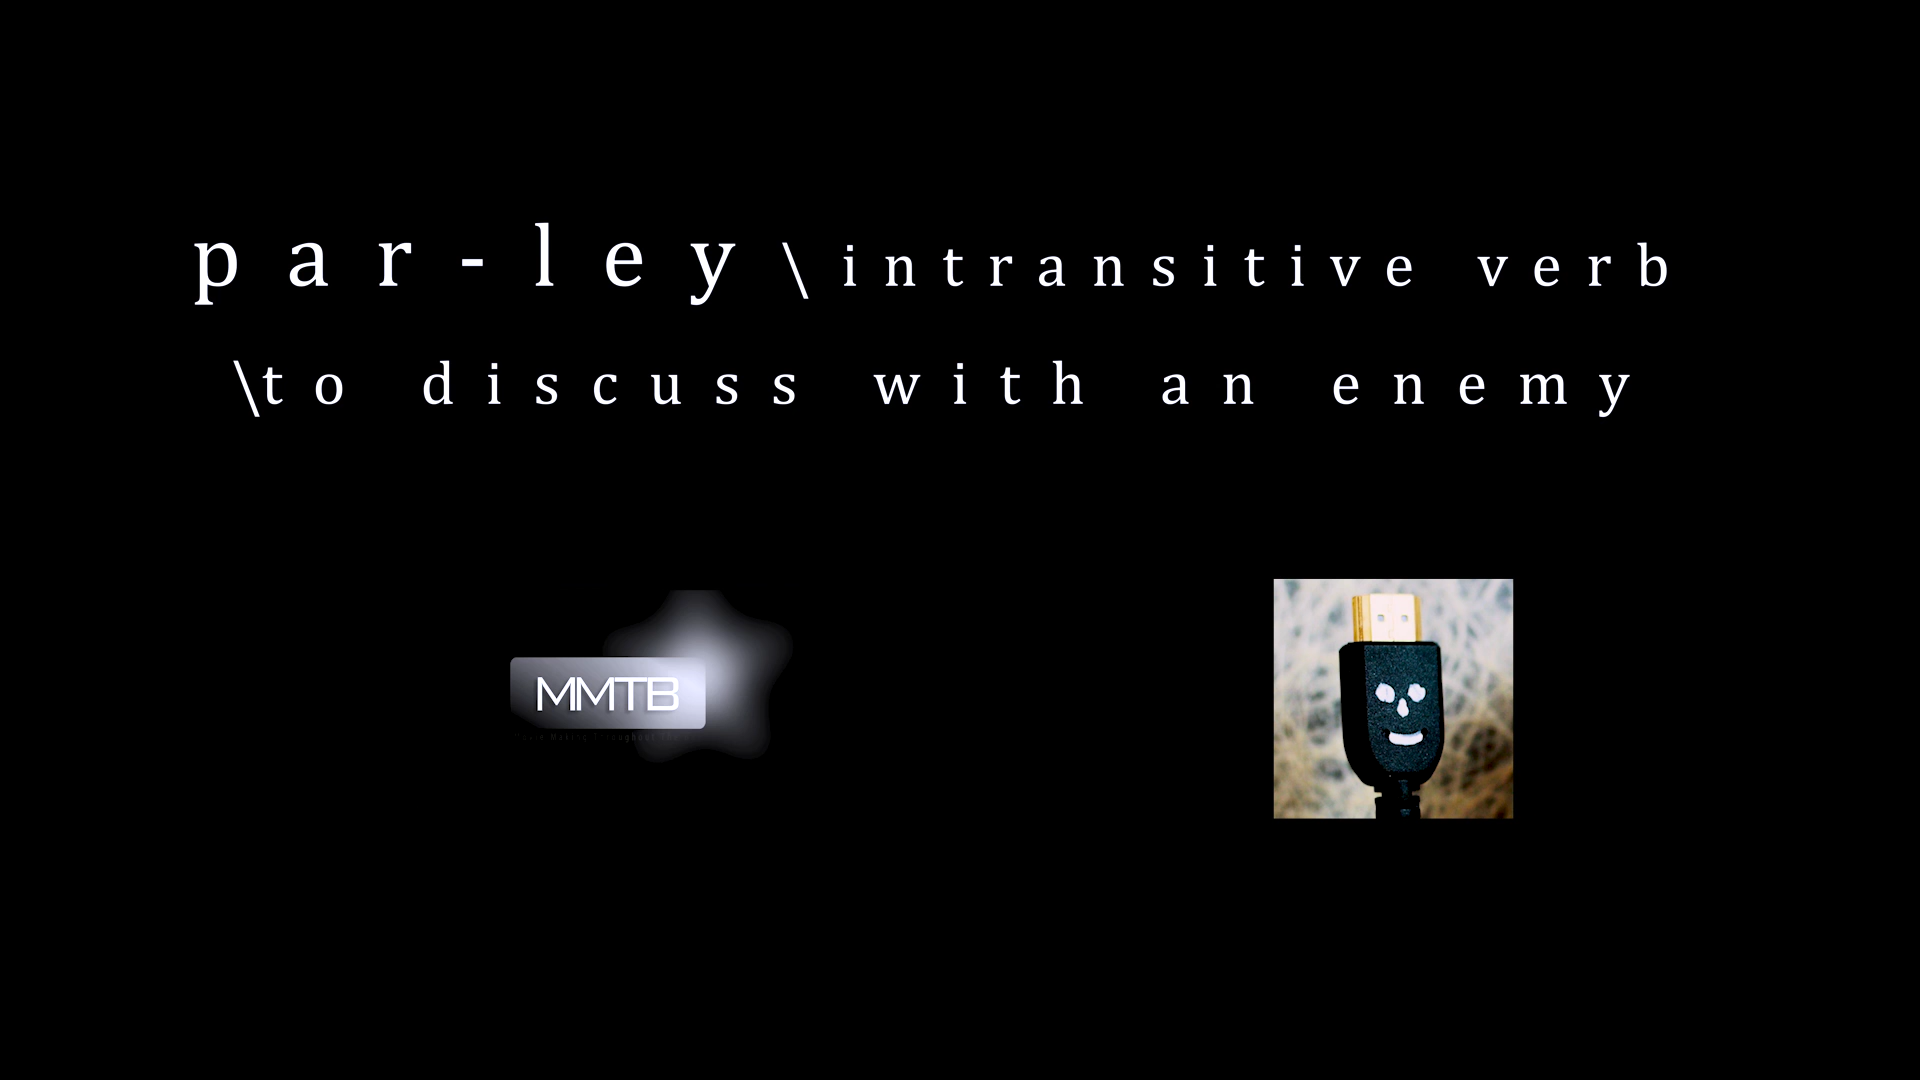 par-ley \intransitive verb
\to discuss with an enemy
MMTB